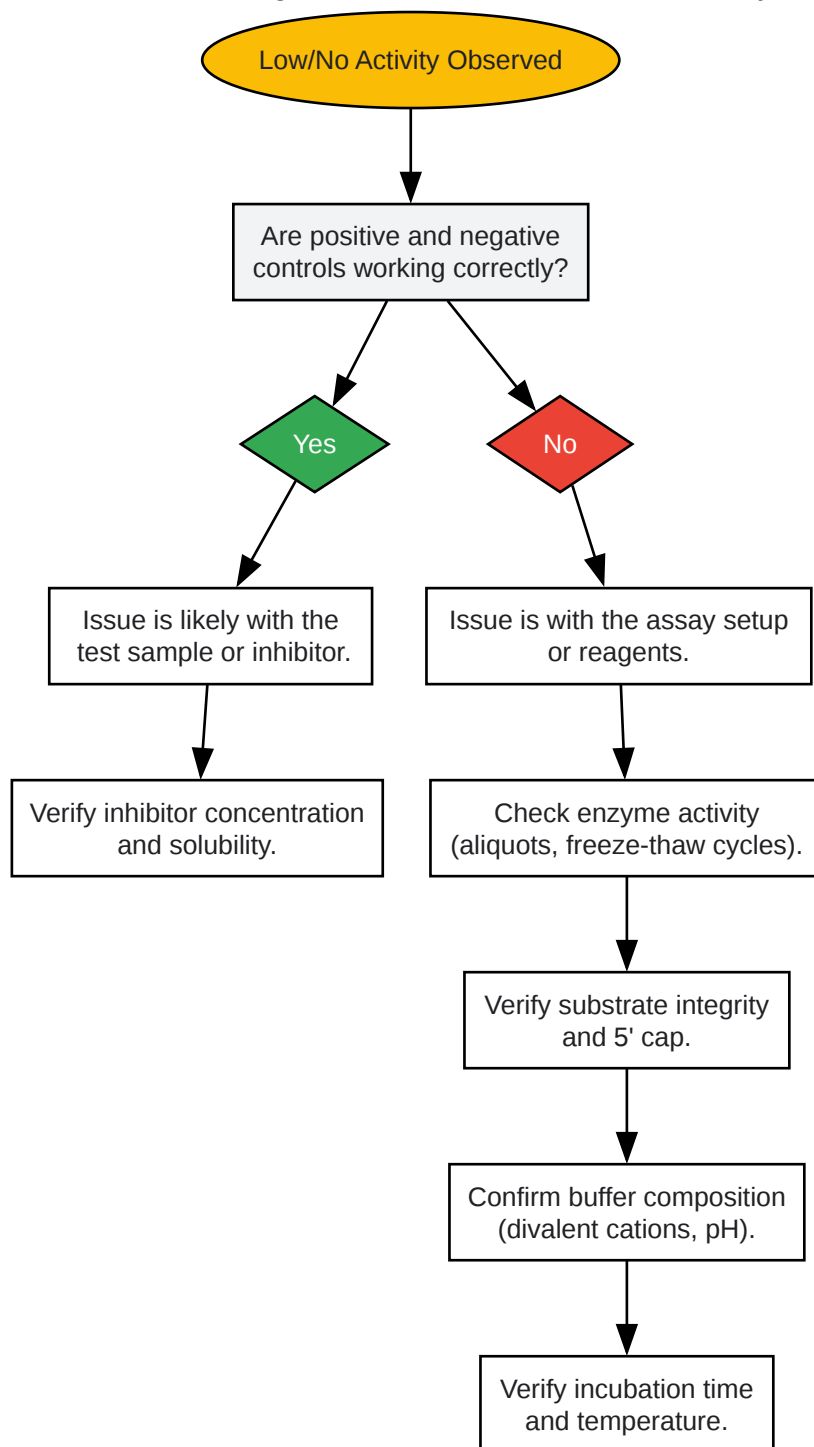 Low/No Activity Observed
Are positive and negative
controls working correctly?
Yes
No
Issue is likely with the
test sample or inhibitor.
Issue is with the assay setup
or reagents.
Verify inhibitor concentration
and solubility.
Check enzyme activity
(aliquots, freeze-thaw cycles).
Verify substrate integrity
and 5' cap.
Confirm buffer composition
(divalent cations, pH).
Verify incubation time
and temperature.